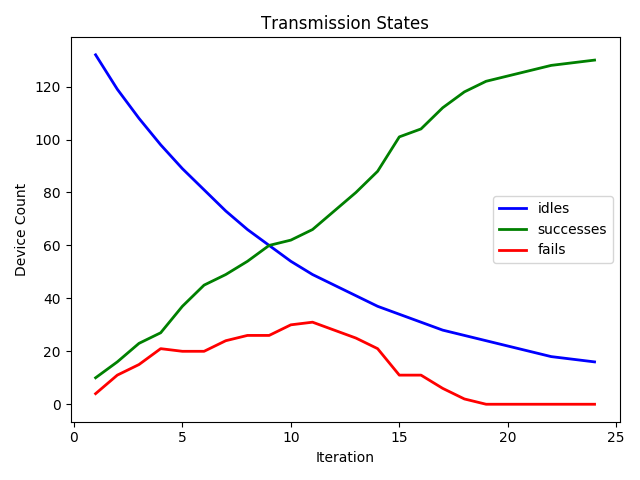 Transmission States
Device Count
120
100
80
60
40
20
0
idles
successes
fails
0 5 10 15 20 25
Iteration